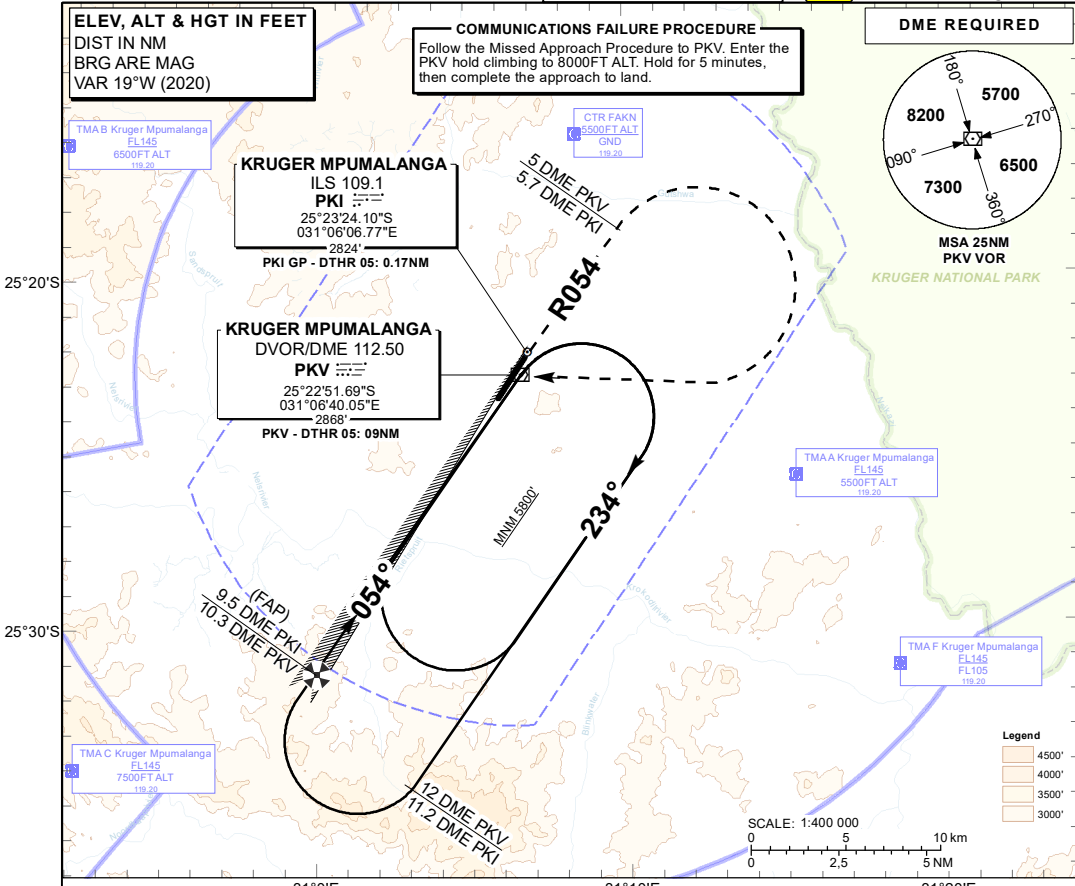 ELEV, ALT & HGT IN FEET
DIST IN NM
BRG ARE MAG
VAR 19°W (2020)
COMMUNICATIONS FAILURE PROCEDURE
Follow the Missed Approach Procedure to PKV. Enter the
PKV hold climbing to 8000FT ALT. Hold for 5 minutes,
then complete the approach to land.
DME REQUIRED
180°
5700
8200
270°
090°
6500
7300
360°
MSA 25NM
PKV VOR
KRUGER NATIONAL PARK
TMA B Kruger Mpumalanga
FL145
6500FT ALT
119.20
CTR FAKN
5500FT ALT
GND
119.20
KRUGER MPUMALANGA
ILS 109.1
PKI
25°23'24.10"S
031°06'06.77"E
2824'
PKI GP - DTHR 05: 0.17NM
5 DME PKV
5.7 DME PKI
25°20'S
R054
KRUGER MPUMALANGA
DVOR/DME 112.50
PKV
25°22'51.69"S
031°06'40.05"E
2868'
PKV - DTHR 05: 09NM
TMA A Kruger Mpumalanga
FL145
5500FT ALT
119.20
MNM 5800'
234°
054°
(FAP)
9.5 DME PKI
10.3 DME PKV
25°30'S
Krokodilrivier
TMA F Kruger Mpumalanga
FL145
FL105
119.20
TMA C Kruger Mpumalanga
FL145
7500FT ALT
119.20
12 DME PKV
11.2 DME PKI
Legend
4500'
4000'
3500'
3000'
SCALE: 1:400 000
0 5 10 km
0 2,5 5 NM